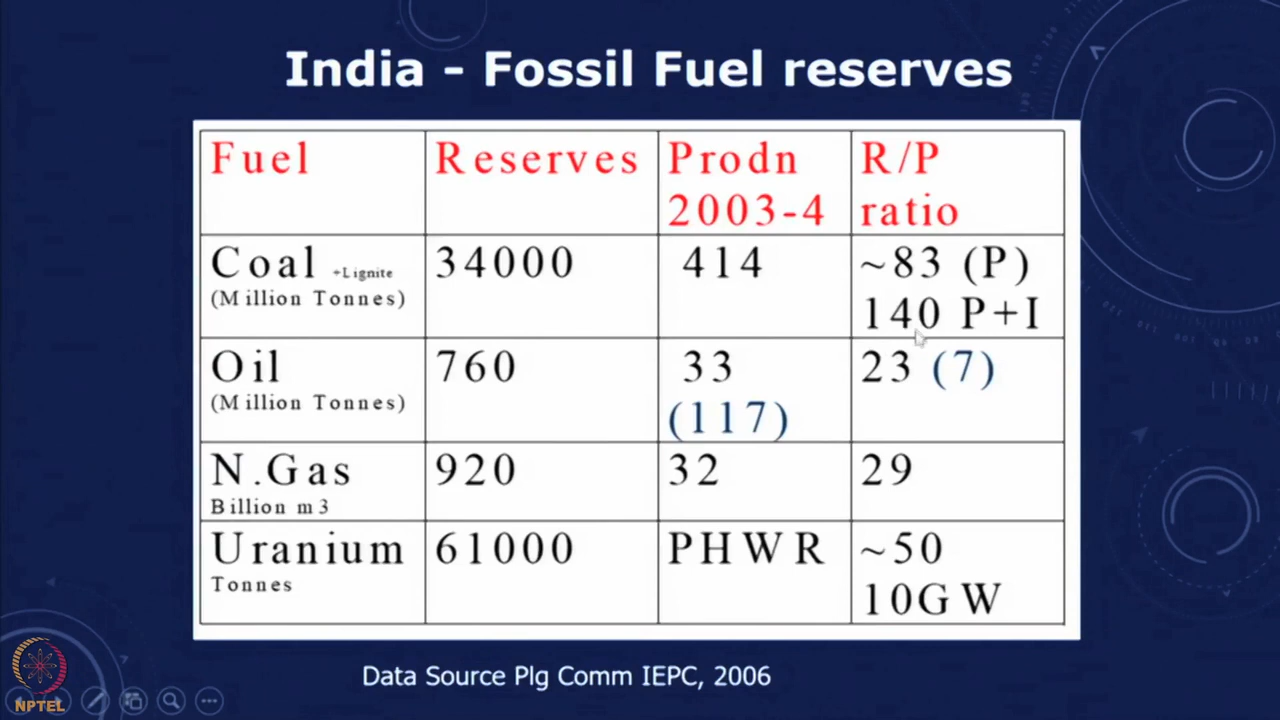 India - Fossil Fuel reserves
Fuel Reserves Prodn 2003-4 R/P ratio
Coal +Lignite (Million Tonnes) 34000 414 ~83 (P) 140 P+I
Oil (Million Tonnes) 760 33 (117) 23 (7)
N.Gas Billion m3 920 32 29
Uranium Tonnes 61000 PHWR ~50 10GW
Data Source Plg Comm IEPC, 2006
NPTEL